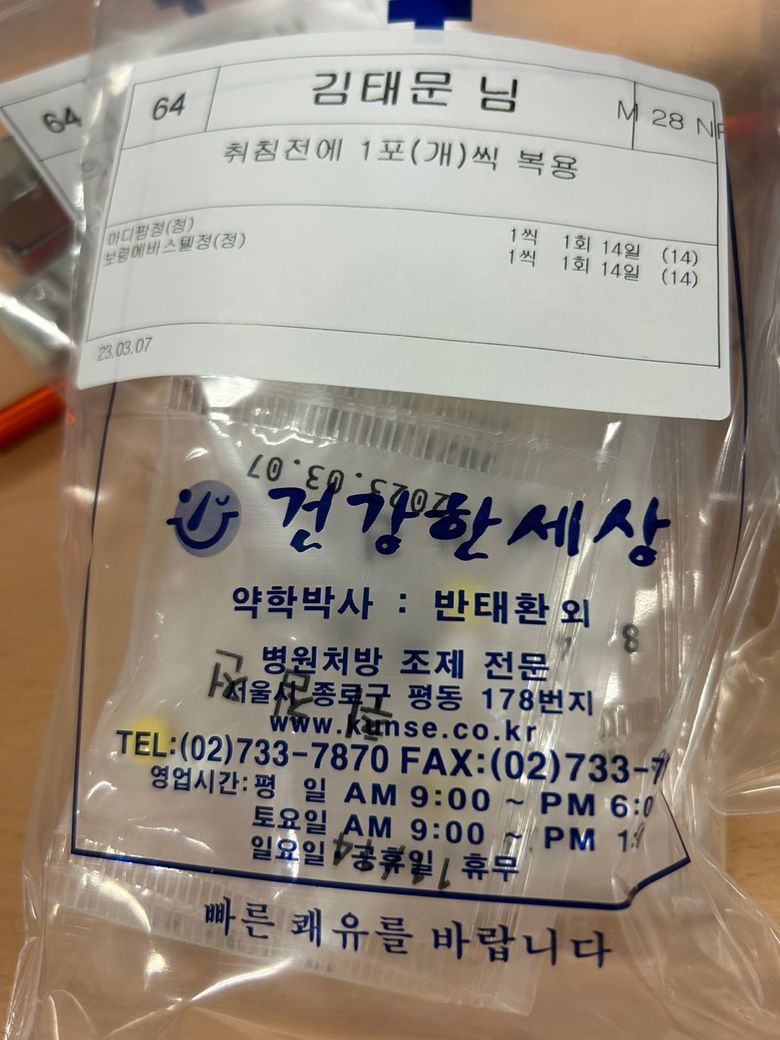 64
64 김태문 님 M 28 NP
취침전에 1포(개)씩 복용
아디팜정(정) 1씩 1회 14일 (14)
보령에바스텔정(정) 1씩 1회 14일 (14)
23.03.07
2023.03.07
건강한세상
약학박사 : 반태환 외
병원처방 조제 전문
서울시 종로구 평동 178번지
www.kunse.co.kr
TEL:(02)733-7870 FAX:(02)733-7
영업시간: 평 일 AM 9:00 ~ PM 6:0
토요일 AM 9:00 ~ PM 1:
일요일 공휴일 휴무
빠른 쾌유를 바랍니다